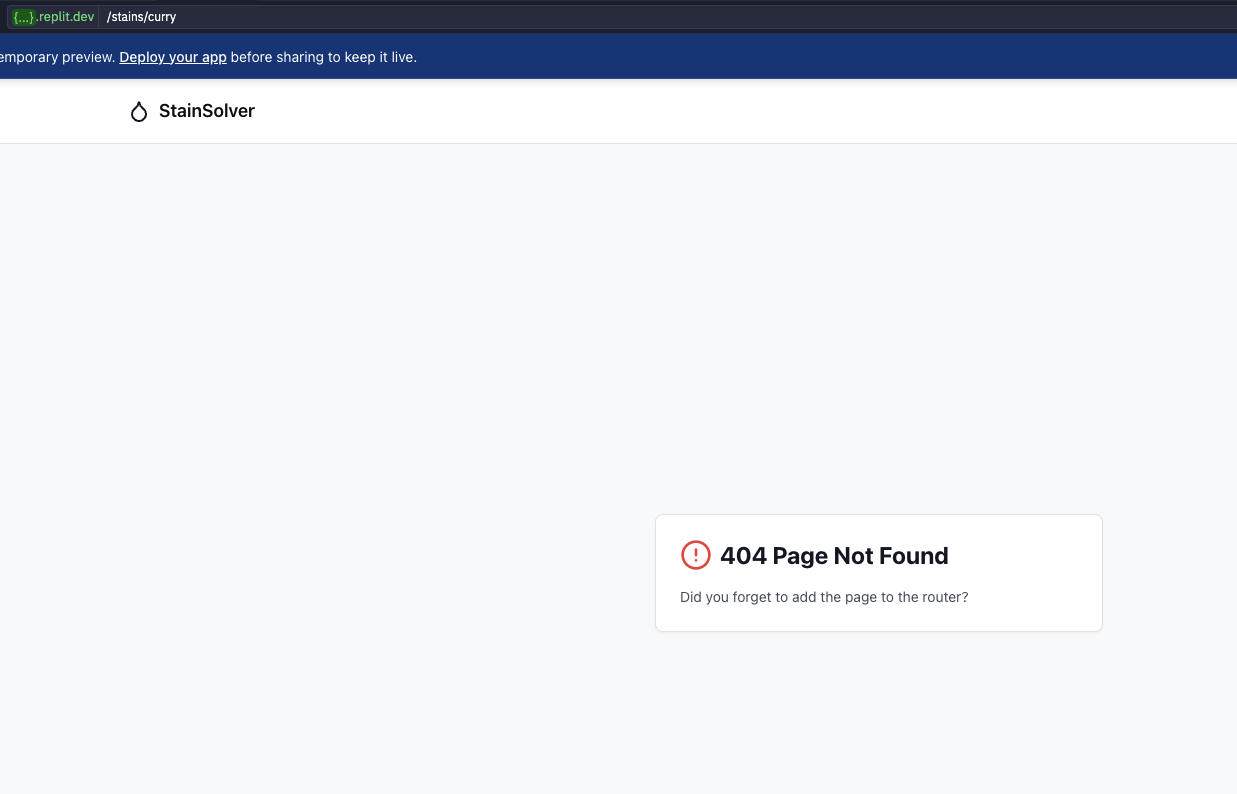 {...}.replit.dev /stains/curry
emporary preview. Deploy your app before sharing to keep it live.
StainSolver
404 Page Not Found
Did you forget to add the page to the router?